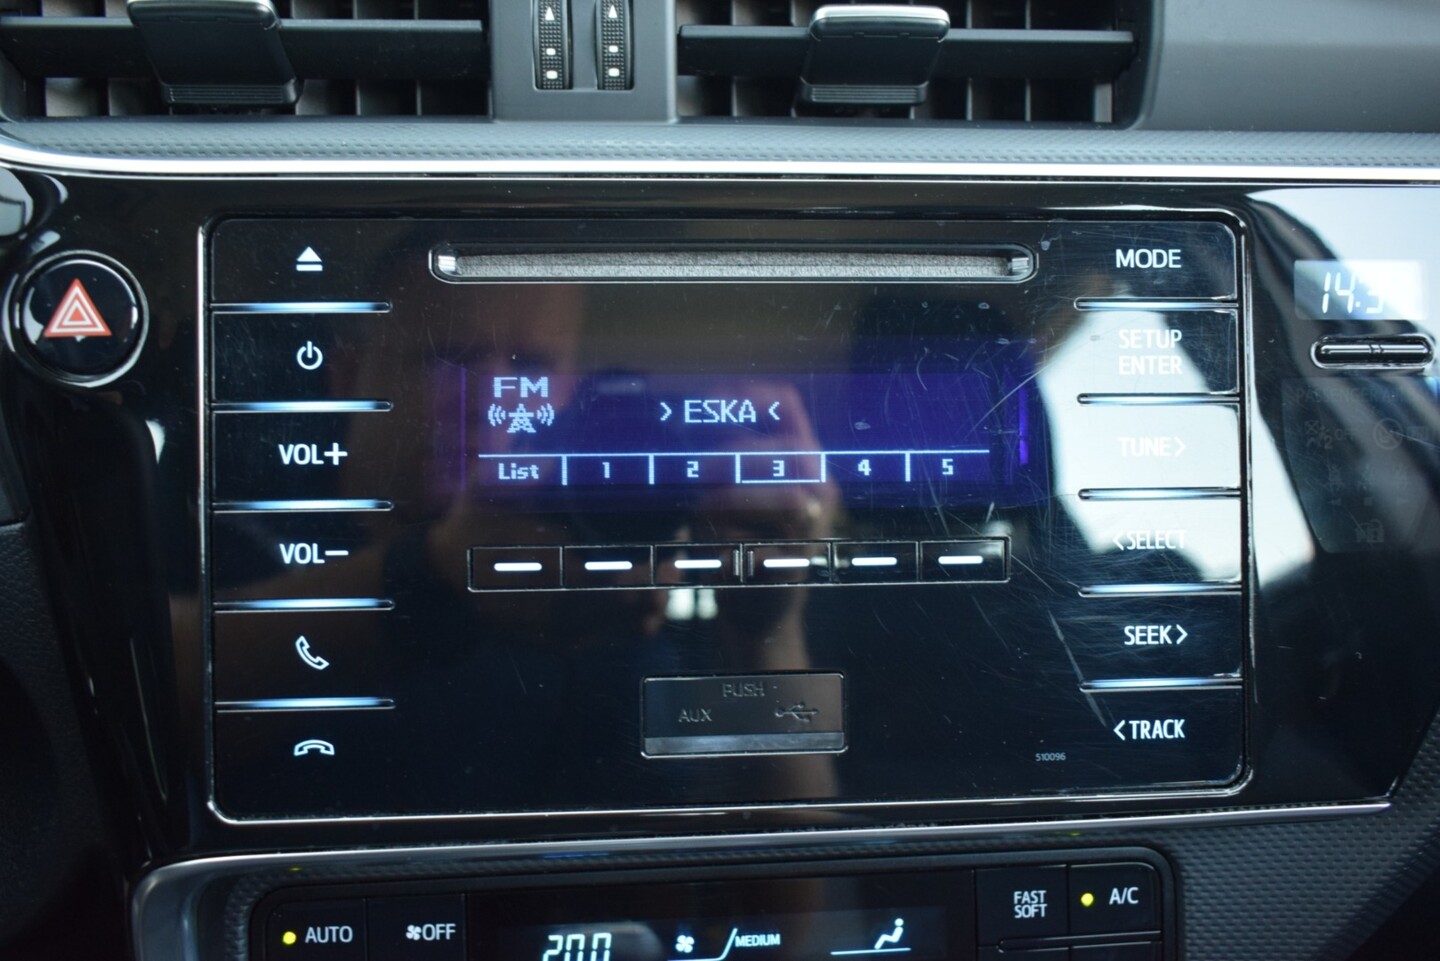 MODE
VOL+
VOL−
FM
> ESKA <
List 1 2 3 4 5
SETUP
ENTER
TUNE>
<SELECT
SEEK>
<TRACK
PUSH
AUX
510096
AUTO
OFF
20.0
MEDIUM
FAST
SOFT
A/C